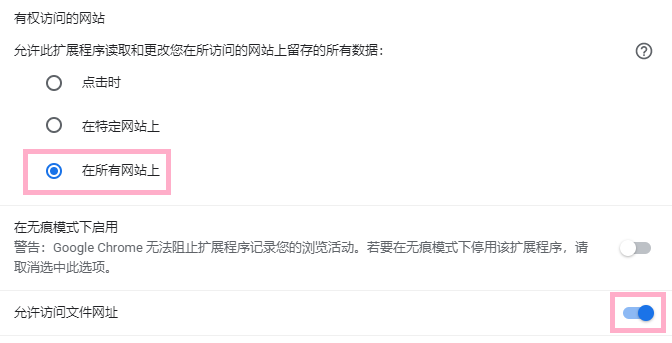 有权访问的网站
允许此扩展程序读取和更改您在所访问的网站上留存的所有数据：
点击时
在特定网站上
在所有网站上
在无痕模式下启用
警告：Google Chrome 无法阻止扩展程序记录您的浏览活动。若要在无痕模式下停用该扩展程序，请
取消选中此选项。
允许访问文件网址